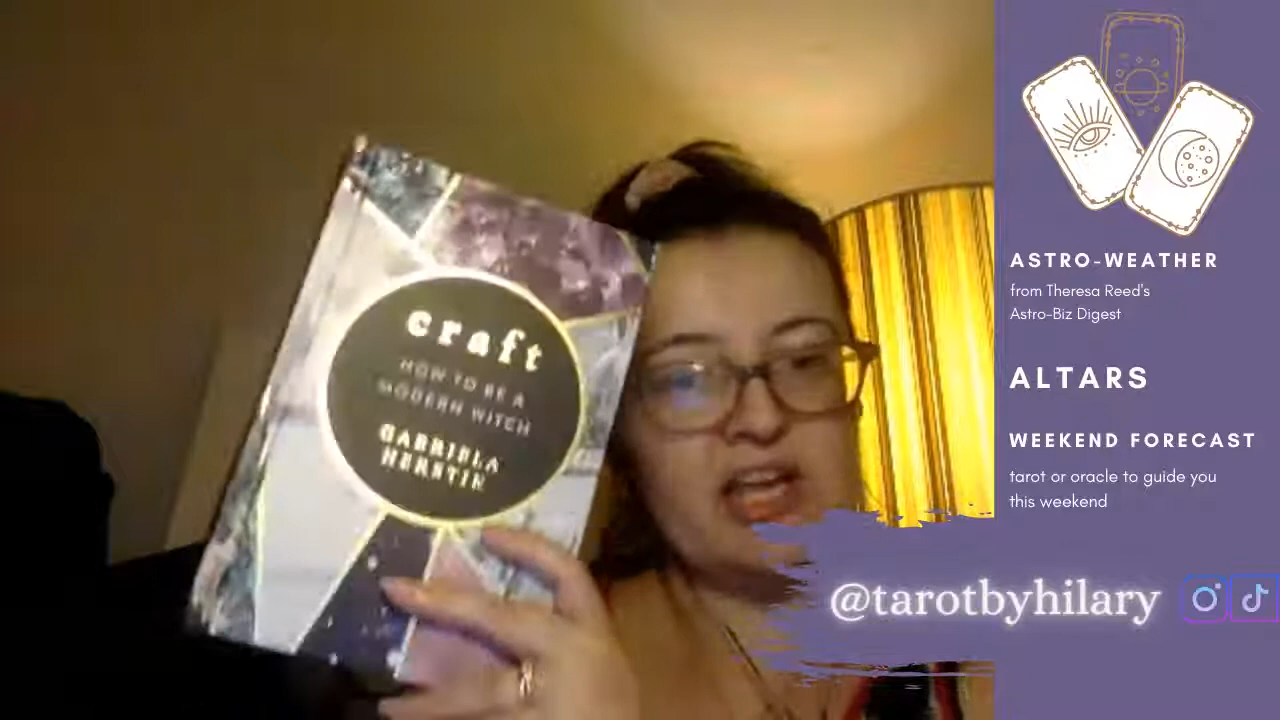 craft
HOW TO BE A
MODERN WITCH
GABRIELA
HERSTIK
ASTRO-WEATHER
from Theresa Reed's
Astro-Biz Digest
ALTARS
WEEKEND FORECAST
tarot or oracle to guide you
this weekend
@tarotbyhilary